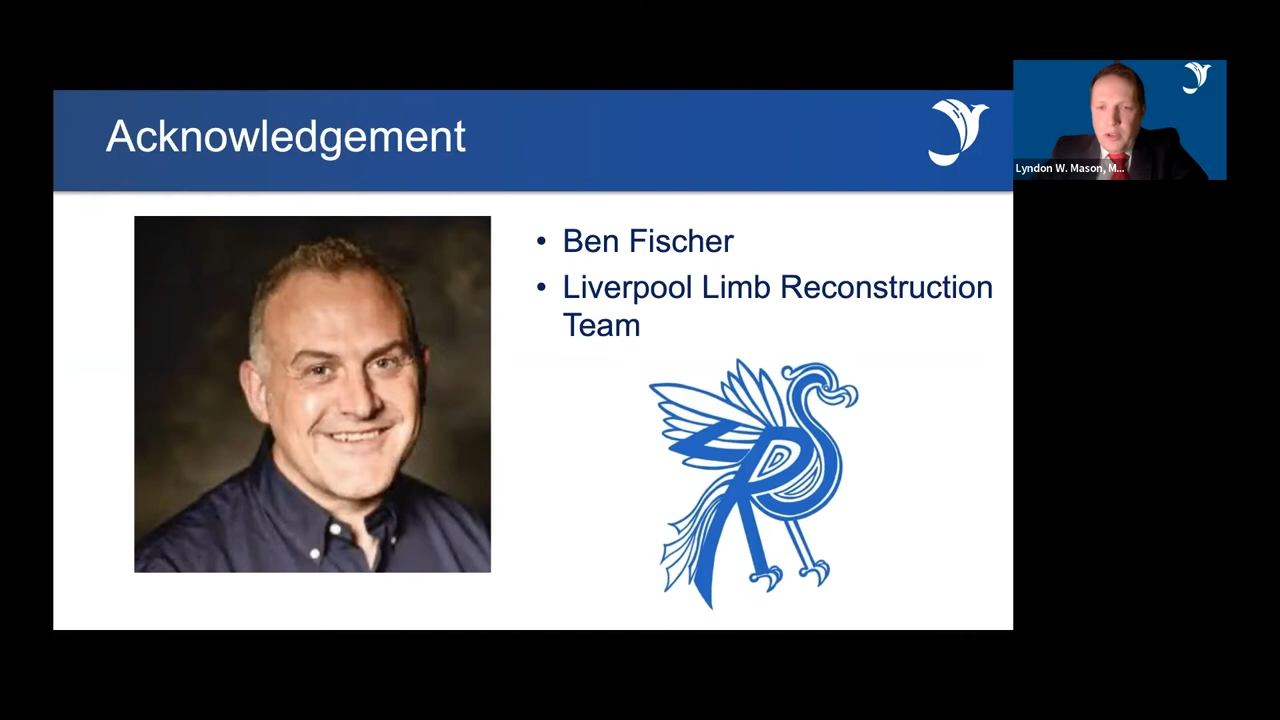 Acknowledgement
• Ben Fischer
• Liverpool Limb Reconstruction
Team
Lyndon W. Mason, M...